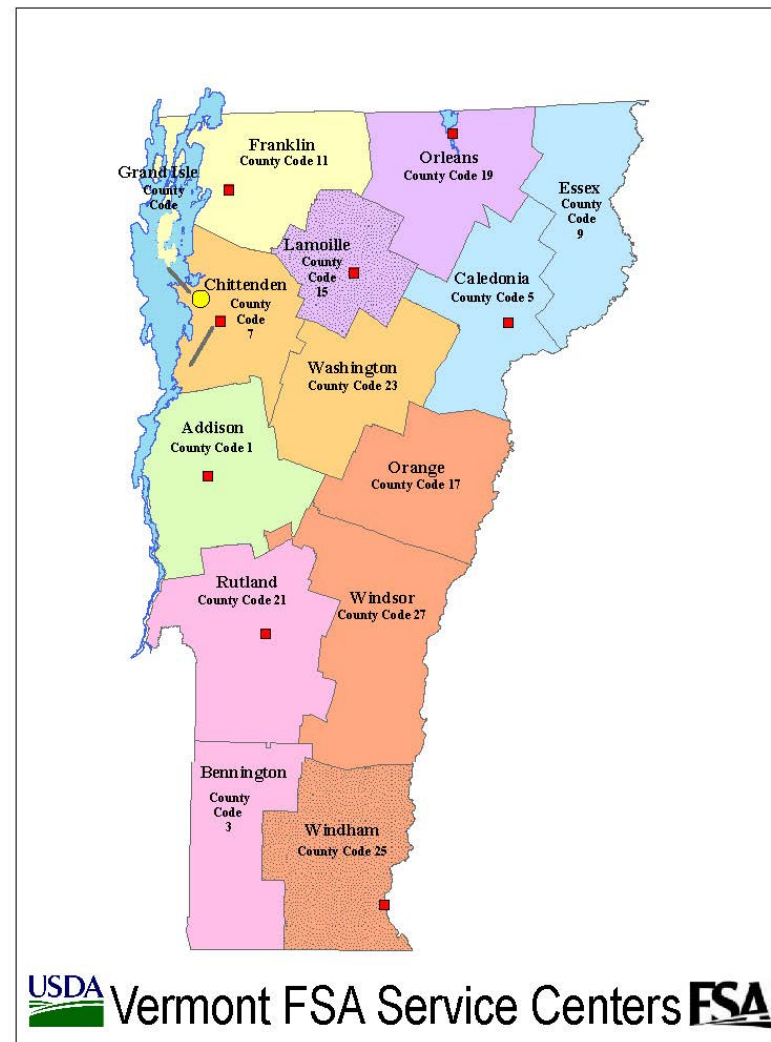 Franklin
County Code 11
Orleans
County Code 19
Grand Isle
County
Code
Essex
County
Code
9
Lamoille
County
Code
15
Caledonia
County Code 5
Chittenden
County
Code
7
Washington
County Code 23
Addison
County Code 1
Orange
County Code 17
Rutland
County Code 21
Windsor
County Code 27
Bennington
County
Code
3
Windham
County Code 25
USDA
Vermont FSA Service Centers
FSA